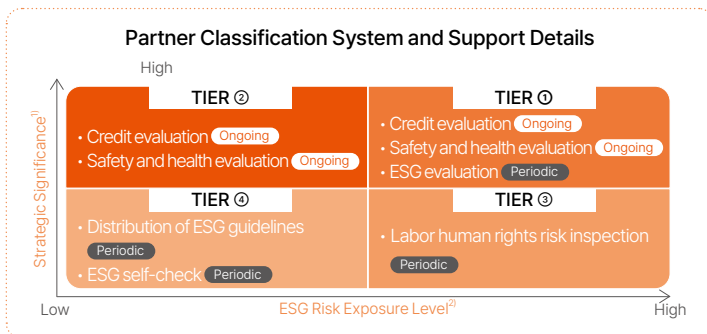 Partner Classification System and Support Details
High
Strategic Significance1)
TIER ②
• Credit evaluation Ongoing
• Safety and health evaluation Ongoing
TIER ①
• Credit evaluation Ongoing
• Safety and health evaluation Ongoing
• ESG evaluation Periodic
TIER ④
• Distribution of ESG guidelines
Periodic
• ESG self-check Periodic
TIER ③
• Labor human rights risk inspection
Periodic
Low
ESG Risk Exposure Level2)
High